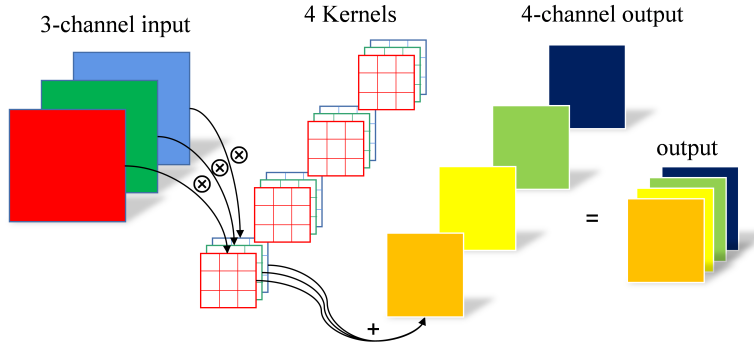 3-channel input
4 Kernels
4-channel output
output
⊗
⊗
⊗
=
+